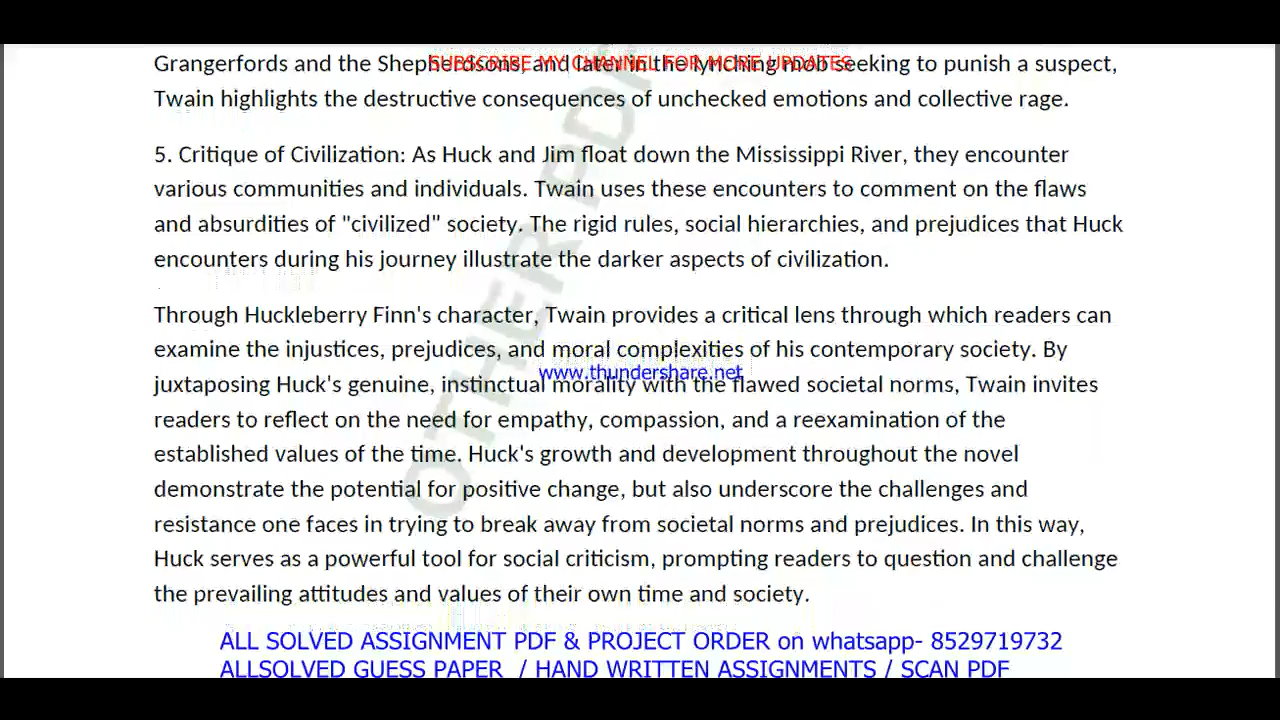 SUBSCRIBE MY CHANNEL FOR MORE UPDATES
Grangerfords and the Shepherdsons, and later in the lynching mob seeking to punish a suspect,
Twain highlights the destructive consequences of unchecked emotions and collective rage.
5. Critique of Civilization: As Huck and Jim float down the Mississippi River, they encounter
various communities and individuals. Twain uses these encounters to comment on the flaws
and absurdities of "civilized" society. The rigid rules, social hierarchies, and prejudices that Huck
encounters during his journey illustrate the darker aspects of civilization.
Through Huckleberry Finn's character, Twain provides a critical lens through which readers can
examine the injustices, prejudices, and moral complexities of his contemporary society. By
www.thundershare.net
juxtaposing Huck's genuine, instinctual morality with the flawed societal norms, Twain invites
readers to reflect on the need for empathy, compassion, and a reexamination of the
established values of the time. Huck's growth and development throughout the novel
demonstrate the potential for positive change, but also underscore the challenges and
resistance one faces in trying to break away from societal norms and prejudices. In this way,
Huck serves as a powerful tool for social criticism, prompting readers to question and challenge
the prevailing attitudes and values of their own time and society.
OTHER PDF
ALL SOLVED ASSIGNMENT PDF & PROJECT ORDER on whatsapp- 8529719732
ALLSOLVED GUESS PAPER / HAND WRITTEN ASSIGNMENTS / SCAN PDF